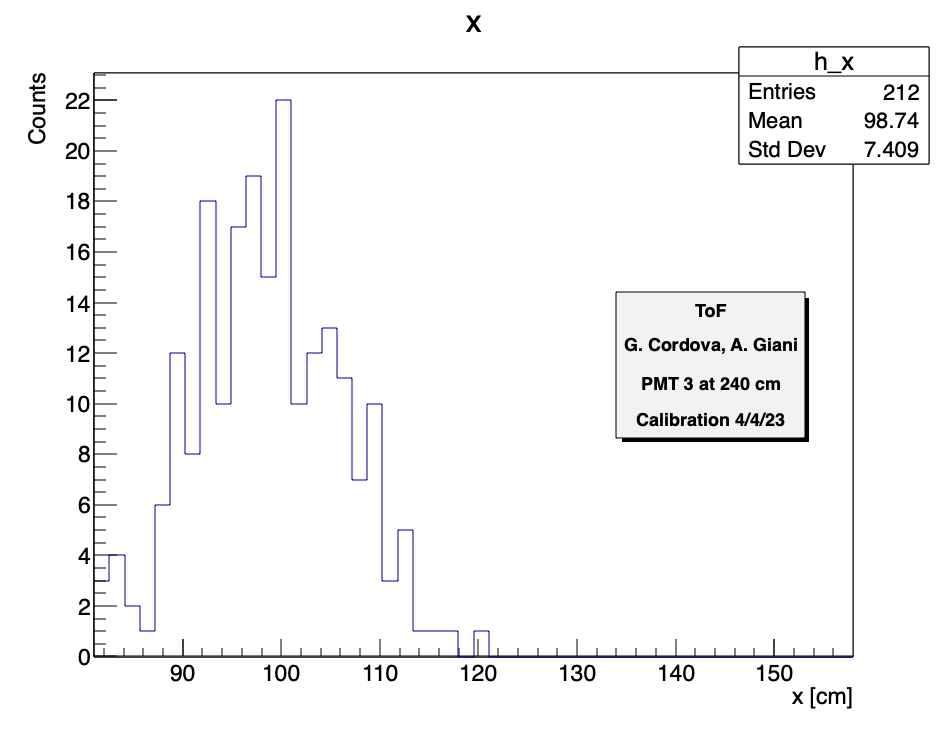 X
Counts
22
20
18
16
14
12
10
8
6
4
2
0
90 100 110 120 130 140 150
x [cm]
h_x
Entries 212
Mean 98.74
Std Dev 7.409
ToF
G. Cordova, A. Giani
PMT 3 at 240 cm
Calibration 4/4/23